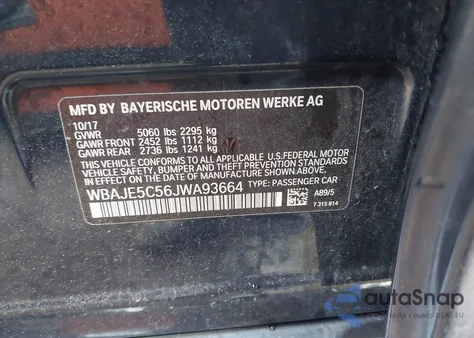 MFD BY BAYERISCHE MOTOREN WERKE AG
10/17
GVWR 5060 lbs 2295 kg
GAWR FRONT 2452 lbs 1112 kg
GAWR REAR 2736 lbs 1241 kg
THIS VEHICLE CONFORMS TO ALL APPLICABLE U.S.FEDERAL MOTOR
VEHICLE SAFETY, BUMPER, AND THEFT PREVENTION STANDARDS
IN EFFECT ON THE DATE OF MANUFACTURE SHOWN ABOVE.
WBAJE5C56JWA93664 TYPE: PASSENGER CAR
A89/5
7 315 814
autoSnap